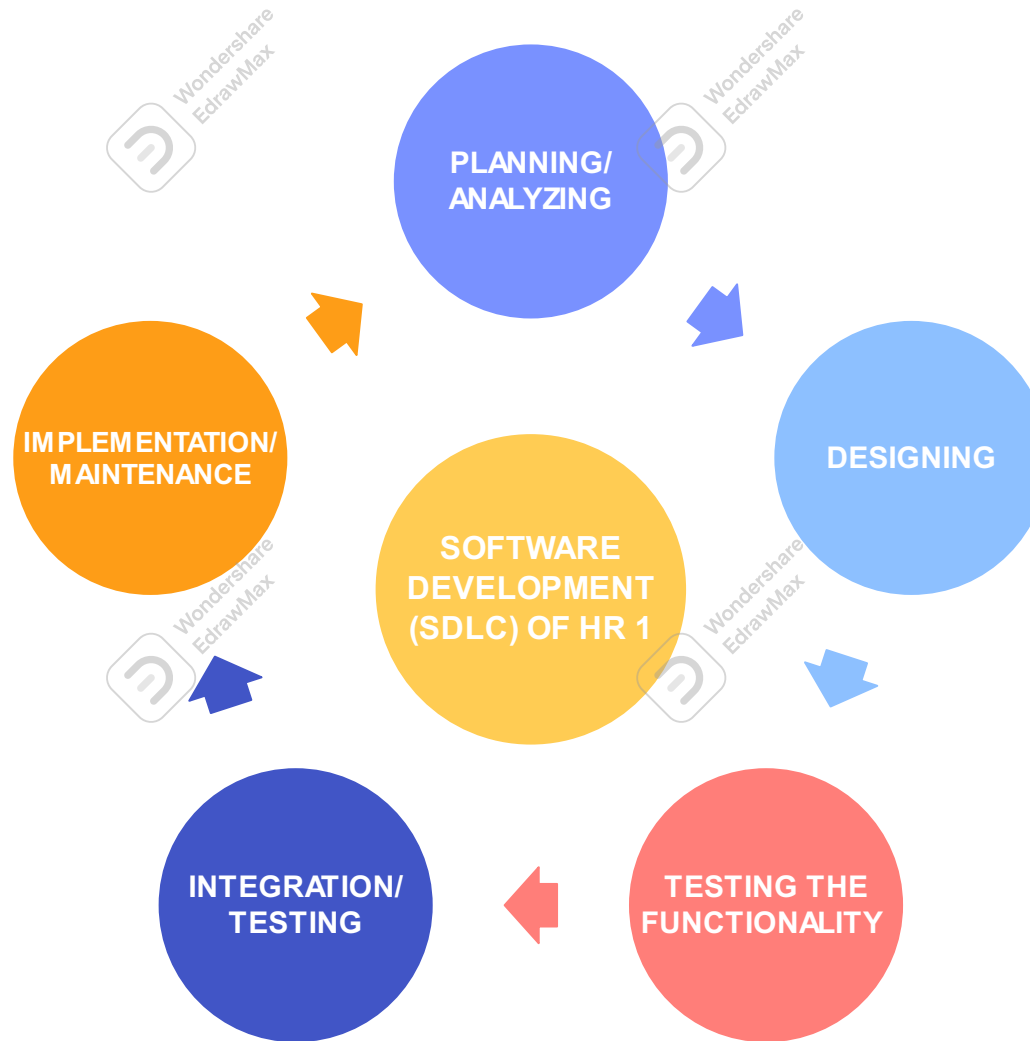 Wondershare
EdrawMax
Wondershare
EdrawMax
PLANNING/
ANALYZING
IMPLEMENTATION/
MAINTENANCE
DESIGNING
SOFTWARE
DEVELOPMENT
(SDLC) OF HR 1
Wondershare
EdrawMax
Wondershare
EdrawMax
INTEGRATION/
TESTING
TESTING THE
FUNCTIONALITY